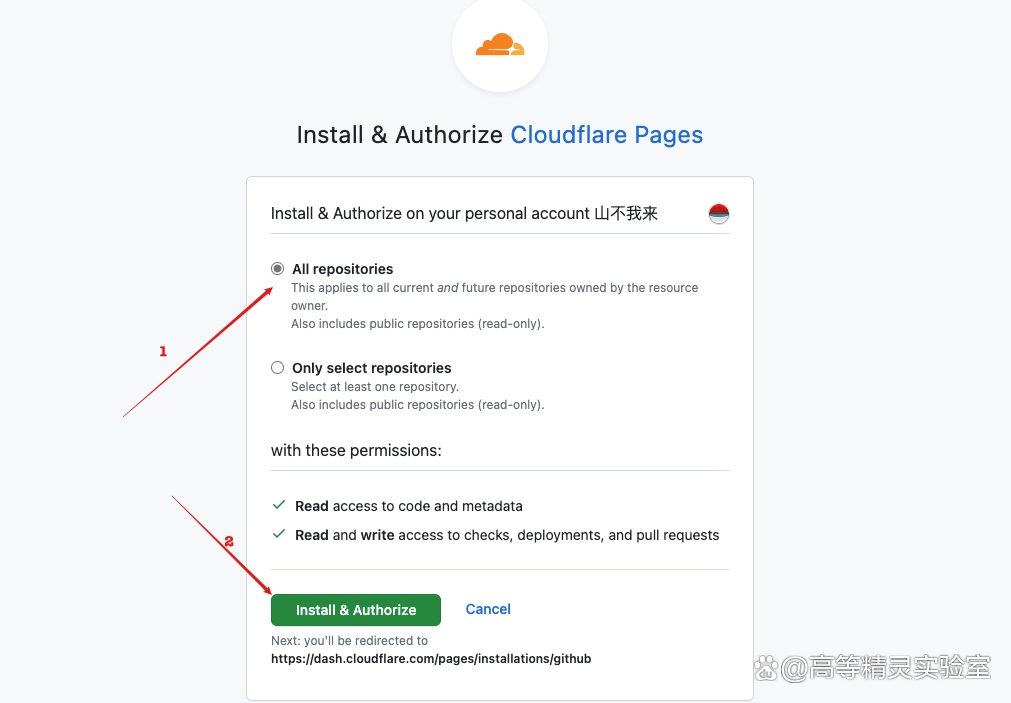 Install & Authorize Cloudflare Pages
Install & Authorize on your personal account 山不我来
All repositories
This applies to all current and future repositories owned by the resource
owner.
Also includes public repositories (read-only).
1
Only select repositories
Select at least one repository.
Also includes public repositories (read-only).
with these permissions:
Read access to code and metadata
Read and write access to checks, deployments, and pull requests
2
Install & Authorize Cancel
Next: you'll be redirected to
https://dash.cloudflare.com/pages/installations/github
du @高等精灵实验室